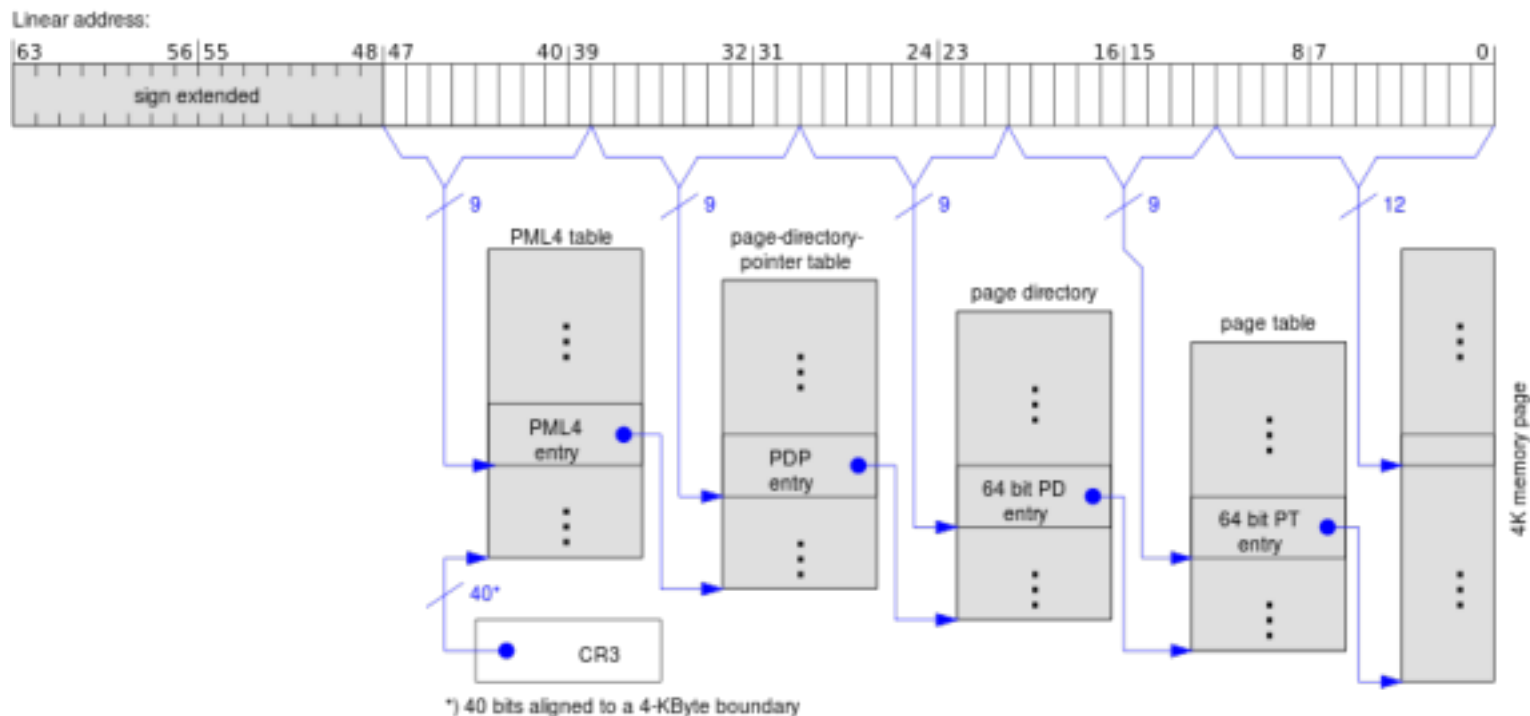 Linear address:
63 56 55 48 47 40 39 32 31 24 23 16 15 8 7 0
sign extended
9 9 9 9 12
PML4 table
page-directory-
pointer table
page directory
page table
PML4
entry
PDP
entry
64 bit PD
entry
64 bit PT
entry
4K memory page
40*
CR3
*) 40 bits aligned to a 4-KByte boundary